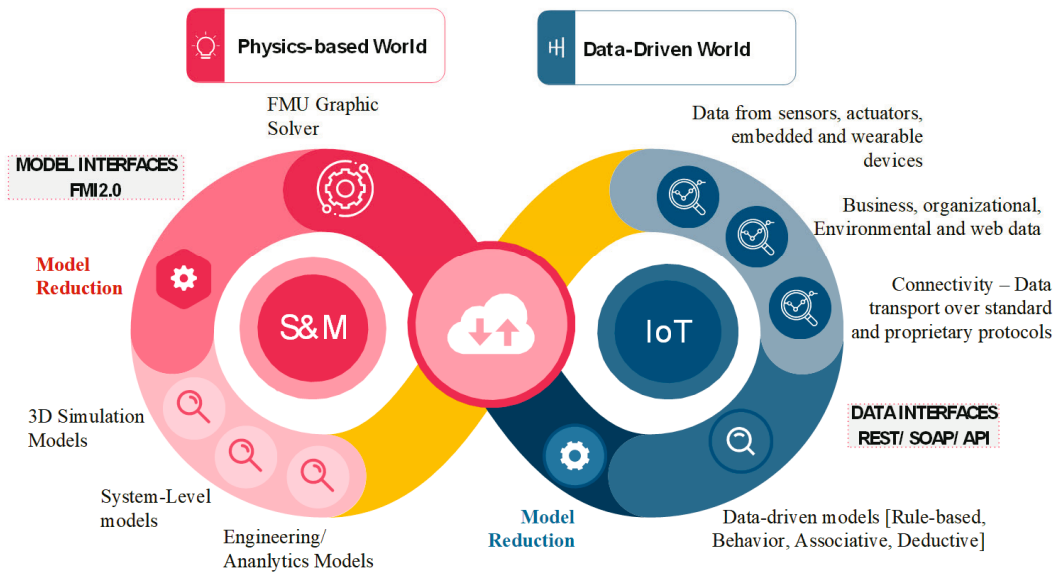 Physics-based World
Data-Driven World
FMU Graphic
Solver
MODEL INTERFACES
FMI2.0
Model
Reduction
S&M
3D Simulation
Models
System-Level
models
Engineering/
Ananlytics Models
Data from sensors, actuators,
embedded and wearable
devices
Business, organizational,
Environmental and web data
Connectivity – Data
transport over standard
and proprietary protocols
IoT
DATA INTERFACES
REST/ SOAP/ API
Model
Reduction
Data-driven models [Rule-based,
Behavior, Associative, Deductive]